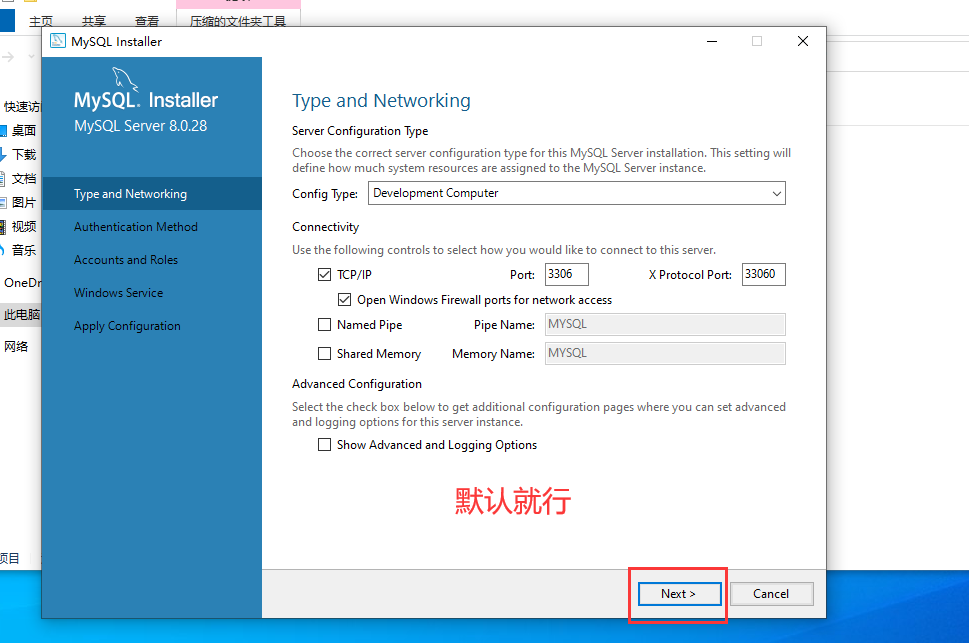 主页 共享 查看 压缩的文件夹工具
MySQL Installer
快速访
桌面
下载
文档
图片
视频
音乐
OneDr
此电脑
网络
项目
MySQL. Installer
MySQL Server 8.0.28
Type and Networking
Authentication Method
Accounts and Roles
Windows Service
Apply Configuration
Type and Networking
Server Configuration Type
Choose the correct server configuration type for this MySQL Server installation. This setting will
define how much system resources are assigned to the MySQL Server instance.
Config Type: Development Computer
Connectivity
Use the following controls to select how you would like to connect to this server.
TCP/IP Port: 3306 X Protocol Port: 33060
Open Windows Firewall ports for network access
Named Pipe Pipe Name: MYSQL
Shared Memory Memory Name: MYSQL
Advanced Configuration
Select the check box below to get additional configuration pages where you can set advanced
and logging options for this server instance.
Show Advanced and Logging Options
默认就行
Next > Cancel